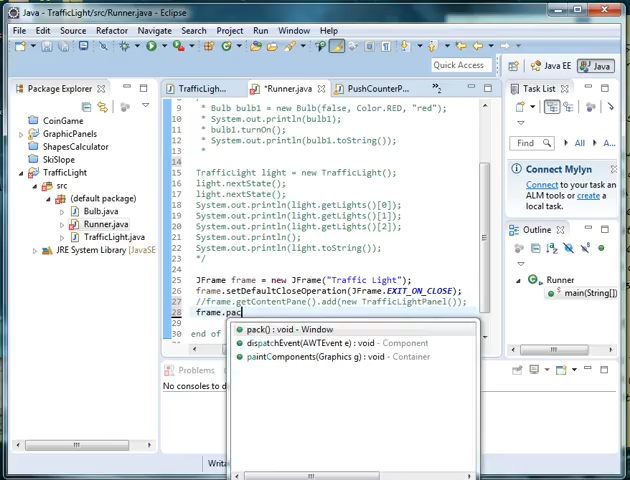 Java - TrafficLight/src/Runner.java - Eclipse
File Edit Source Refactor Navigate Search Project Run Window Help
Quick Access Java EE Java
Package Explorer
CoinGame
GraphicPanels
ShapesCalculator
SkiSlope
TrafficLight
src
(default package)
Bulb.java
Runner.java
TrafficLight.java
JRE System Library [JavaSE
TrafficLigh... *Runner.java PushCounterP... 2
10 * Bulb bulb1 = new Bulb(false, Color.RED, "red");
11 * System.out.println(bulb1);
12 * bulb1.turnOn();
13 * System.out.println(bulb1.toString());
*
14
15 TrafficLight light = new TrafficLight();
16 light.nextState();
17 light.nextState();
18 System.out.println(light.getLights()[0]);
19 System.out.println(light.getLights()[1]);
20 System.out.println(light.getLights()[2]);
21 System.out.println();
22 System.out.println(light.toString());
23 */
24
25 JFrame frame = new JFrame("Traffic Light");
26 frame.setDefaultCloseOperation(JFrame.EXIT_ON_CLOSE);
27 //frame.getContentPane().add(new TrafficLightPanel());
28 frame.pac
30 end of
pack() : void - Window
dispatchEvent(AWTEvent e) : void - Component
paintComponents(Graphics g) : void - Container
Problems
No consoles to d
Writa
Task List
Find All A...
Connect Mylyn
Connect to your task an
ALM tools or create a
local task.
Outline
Runner
main(String[]